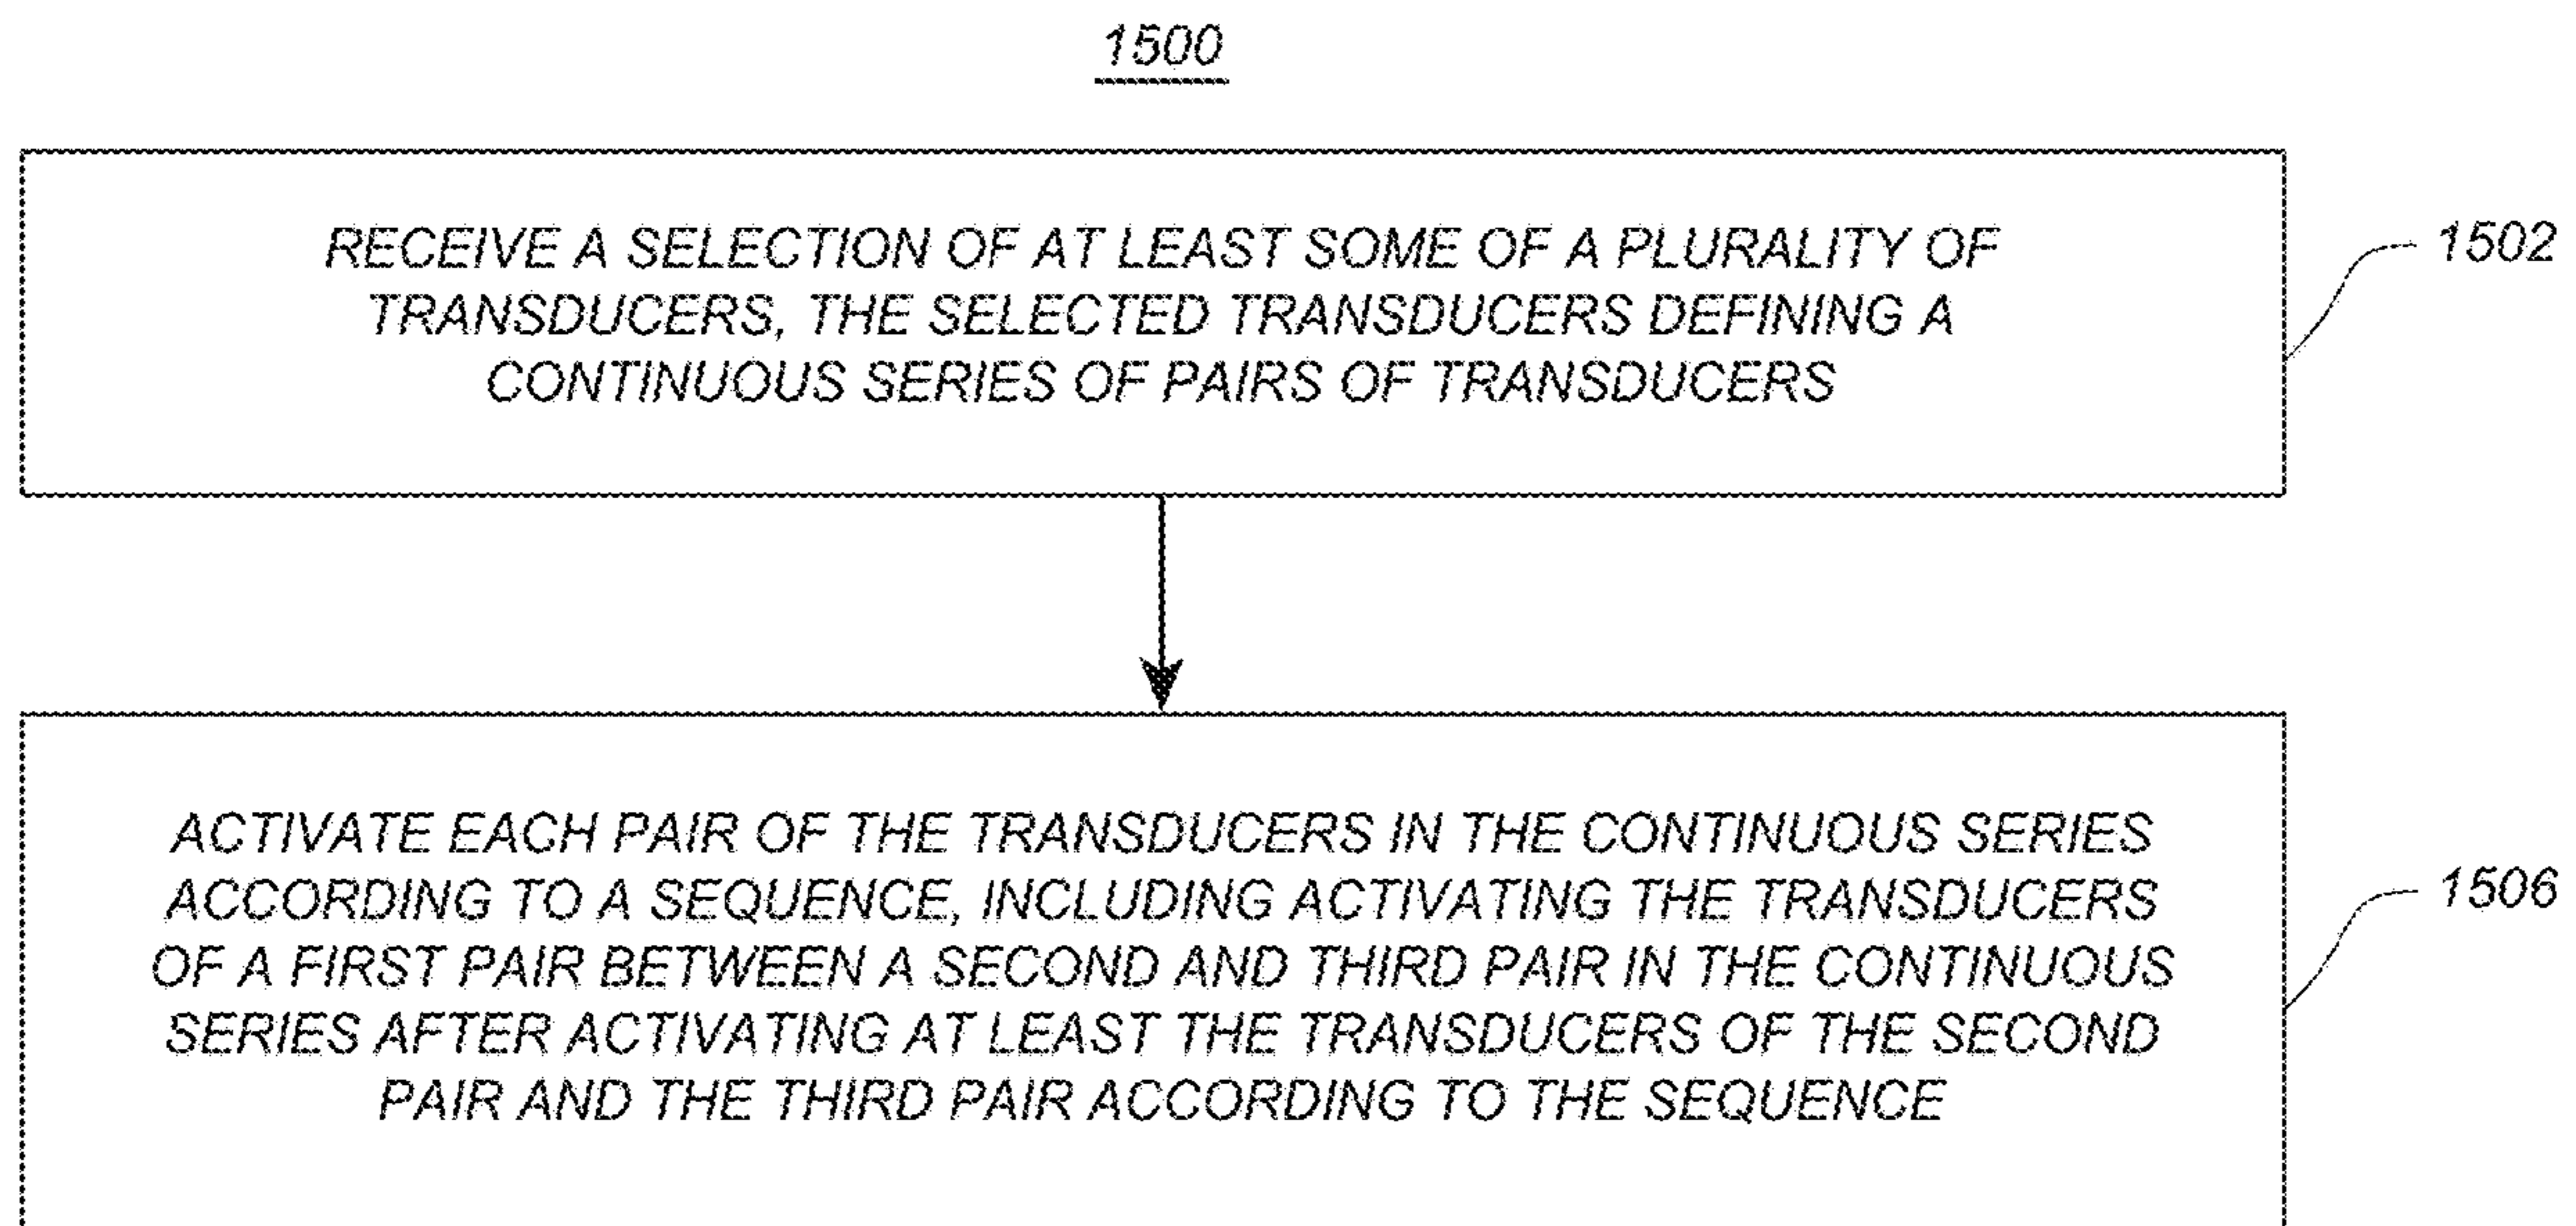 1500
RECEIVE A SELECTION OF AT LEAST SOME OF A PLURALITY OF
TRANSDUCERS, THE SELECTED TRANSDUCERS DEFINING A
CONTINUOUS SERIES OF PAIRS OF TRANSDUCERS
1502
ACTIVATE EACH PAIR OF THE TRANSDUCERS IN THE CONTINUOUS SERIES
ACCORDING TO A SEQUENCE, INCLUDING ACTIVATING THE TRANSDUCERS
OF A FIRST PAIR BETWEEN A SECOND AND THIRD PAIR IN THE CONTINUOUS
SERIES AFTER ACTIVATING AT LEAST THE TRANSDUCERS OF THE SECOND
PAIR AND THE THIRD PAIR ACCORDING TO THE SEQUENCE
1506